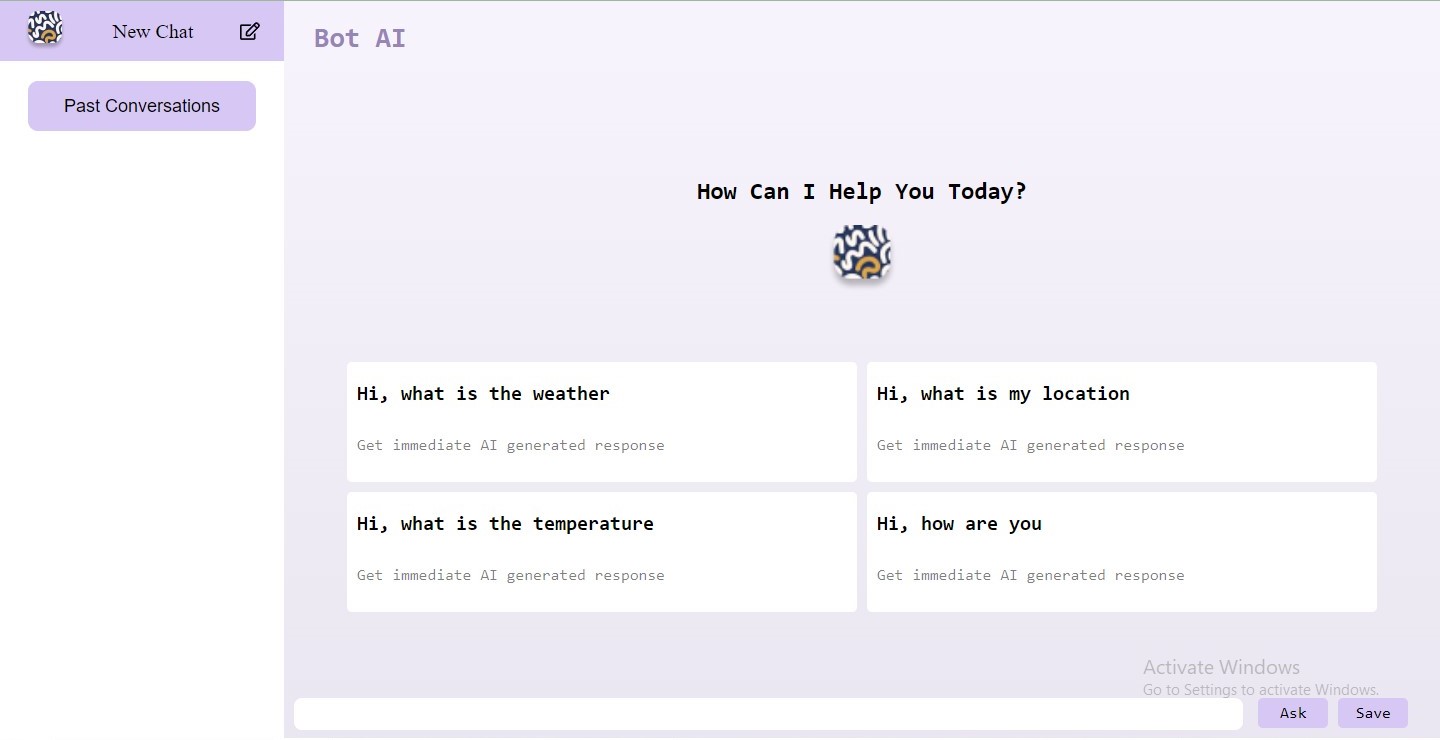 New Chat
Past Conversations
Bot AI
How Can I Help You Today?
Hi, what is the weather
Get immediate AI generated response
Hi, what is my location
Get immediate AI generated response
Hi, what is the temperature
Get immediate AI generated response
Hi, how are you
Get immediate AI generated response
Activate Windows
Go to Settings to activate Windows.
Ask
Save